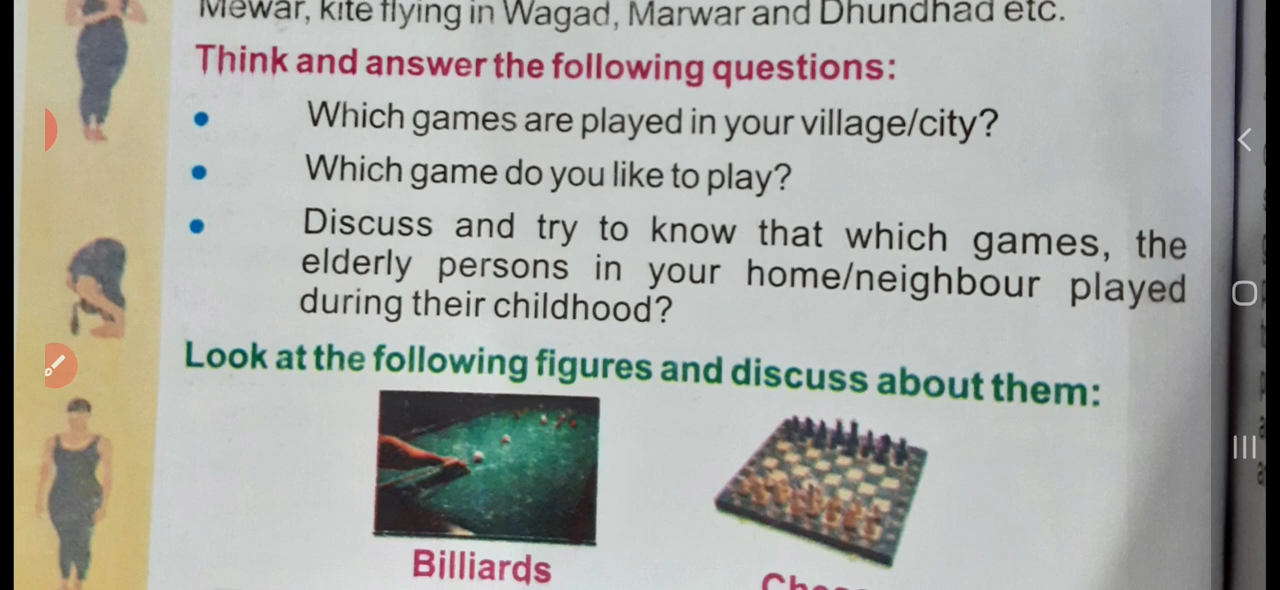 Mewar, kite flying in Wagad, Marwar and Dhundhad etc.
Think and answer the following questions:
• Which games are played in your village/city?
• Which game do you like to play?
• Discuss and try to know that which games, the
elderly persons in your home/neighbour played
during their childhood?
Look at the following figures and discuss about them:
Billiards